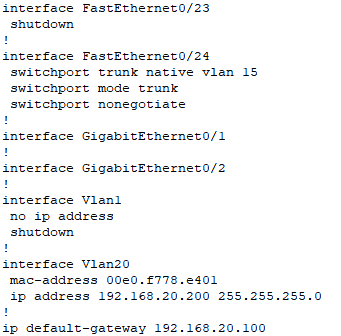 interface FastEthernet0/23
 shutdown
!
interface FastEthernet0/24
 switchport trunk native vlan 15
 switchport mode trunk
 switchport nonegotiate
!
interface GigabitEthernet0/1
!
interface GigabitEthernet0/2
!
interface Vlan1
 no ip address
 shutdown
!
interface Vlan20
 mac-address 00e0.f778.e401
 ip address 192.168.20.200 255.255.255.0
!
ip default-gateway 192.168.20.100